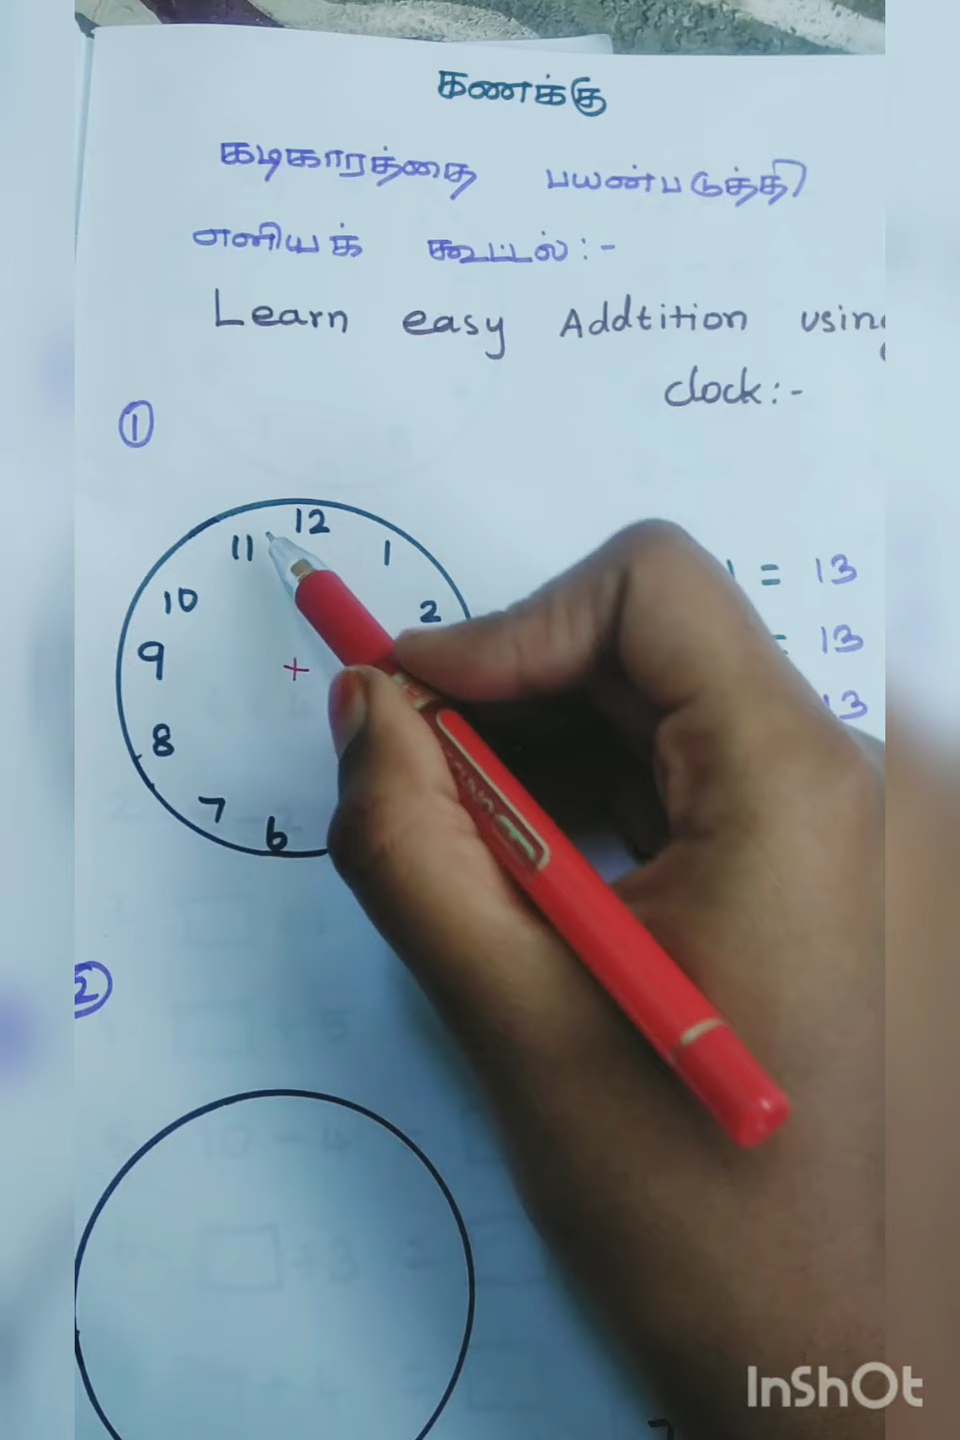 கணக்கு
கடிகாரத்தை பயன்படுத்தி
எளியக் கூட்டல்:-
Learn easy Addtition using
clock:-
1
12
11 1
10 2
9
8
7
6
+
= 13
= 13
13
2
InShOt